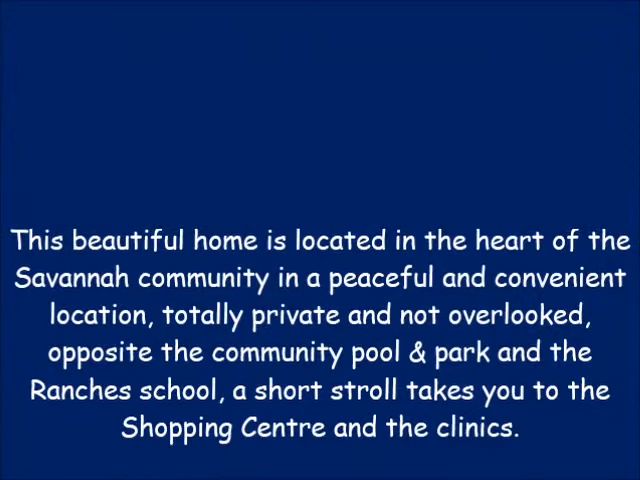 This beautiful home is located in the heart of the
Savannah community in a peaceful and convenient
location, totally private and not overlooked,
opposite the community pool & park and the
Ranches school, a short stroll takes you to the
Shopping Centre and the clinics.